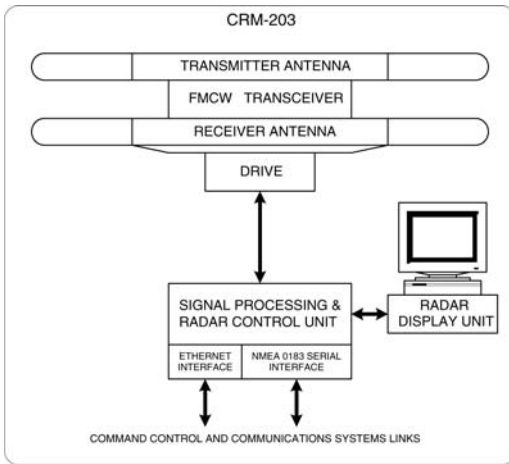 CRM-203
TRANSMITTER ANTENNA
FMCW TRANSCEIVER
RECEIVER ANTENNA
DRIVE
SIGNAL PROCESSING &
RADAR CONTROL UNIT
RADAR
DISPLAY UNIT
ETHERNET
INTERFACE
NMEA 0183 SERIAL
INTERFACE
COMMAND CONTROL AND COMMUNICATIONS SYSTEMS LINKS